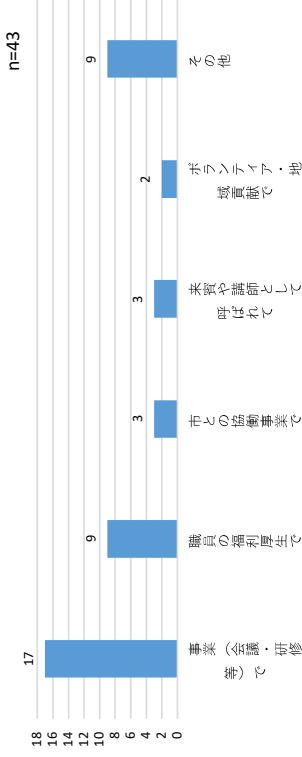 n=43
18
16
14
12
10
8
6
4
2
0
17
9
3
3
2
9
事業（会議・研修
等）で
職員の福利厚生で
市との協働事業で
来賓や講師として
呼ばれて
ボランティア・地
域貢献で
その他